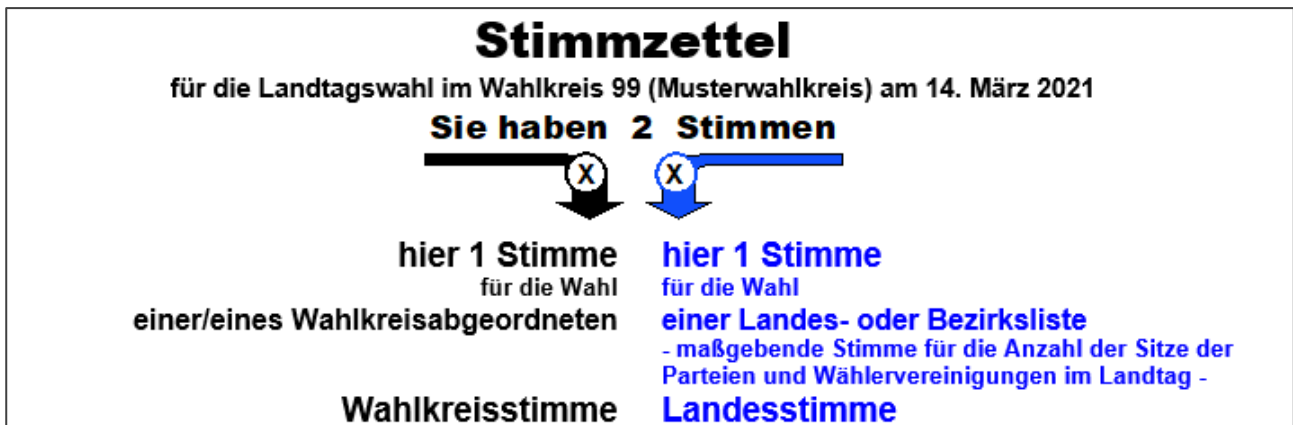 Stimmzettel
für die Landtagswahl im Wahlkreis 99 (Musterwahlkreis) am 14. März 2021
Sie haben 2 Stimmen
X X
hier 1 Stimme
für die Wahl
einer/eines Wahlkreisabgeordneten
Wahlkreisstimme
hier 1 Stimme
für die Wahl
einer Landes- oder Bezirksliste
- maßgebende Stimme für die Anzahl der Sitze der
Parteien und Wählervereinigungen im Landtag -
Landesstimme